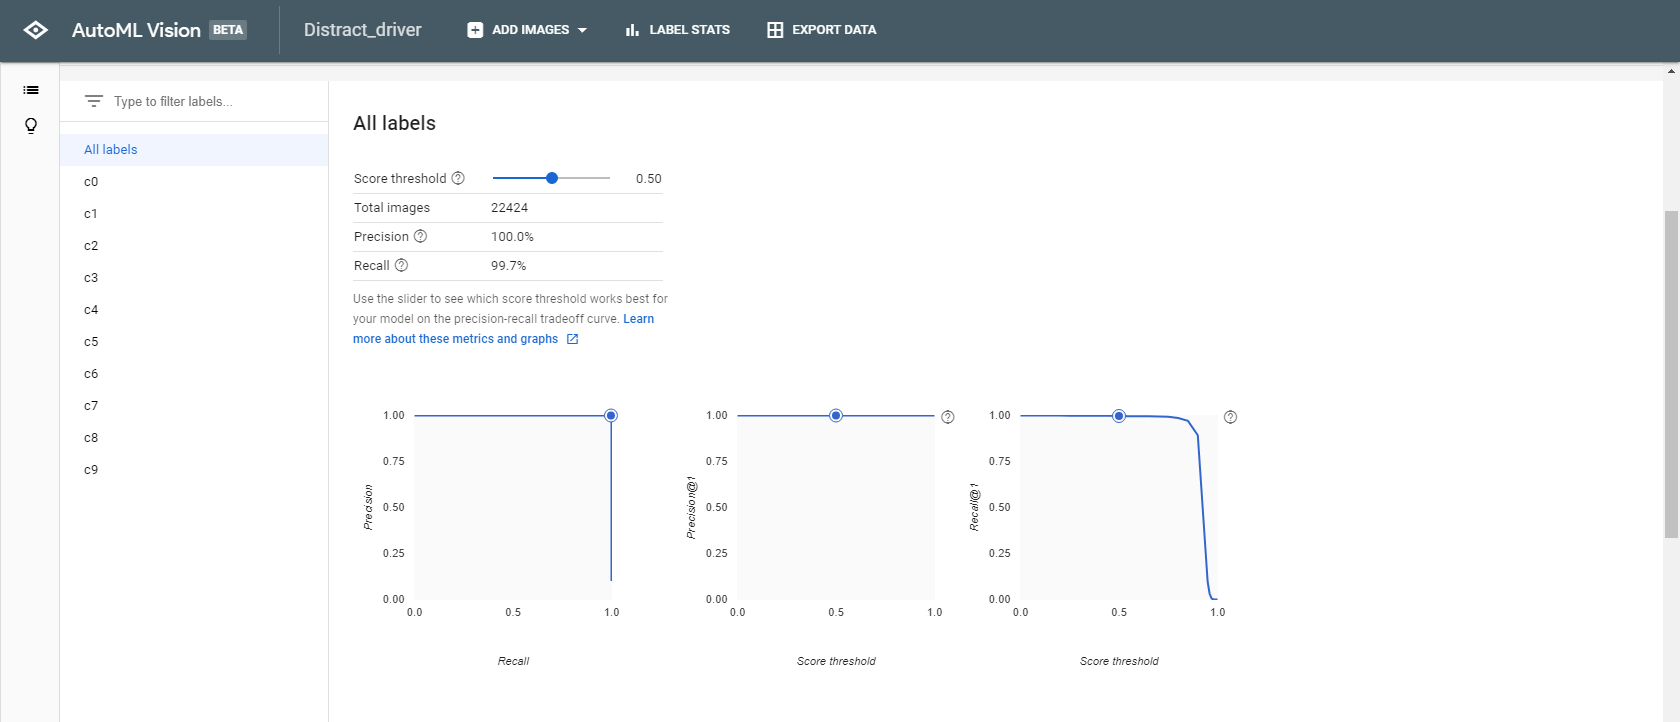 AutoML Vision BETA Distract_driver ADD IMAGES LABEL STATS EXPORT DATA
Type to filter labels...
All labels
c0
c1
c2
c3
c4
c5
c6
c7
c8
c9
All labels
Score threshold 0.50
Total images 22424
Precision 100.0%
Recall 99.7%
Use the slider to see which score threshold works best for
your model on the precision-recall tradeoff curve. Learn
more about these metrics and graphs
Precision
1.00
0.75
0.50
0.25
0.00
0.0 0.5 1.0
Recall
Precision@1
1.00
0.75
0.50
0.25
0.00
0.0 0.5 1.0
Score threshold
Recall@1
1.00
0.75
0.50
0.25
0.00
0.0 0.5 1.0
Score threshold